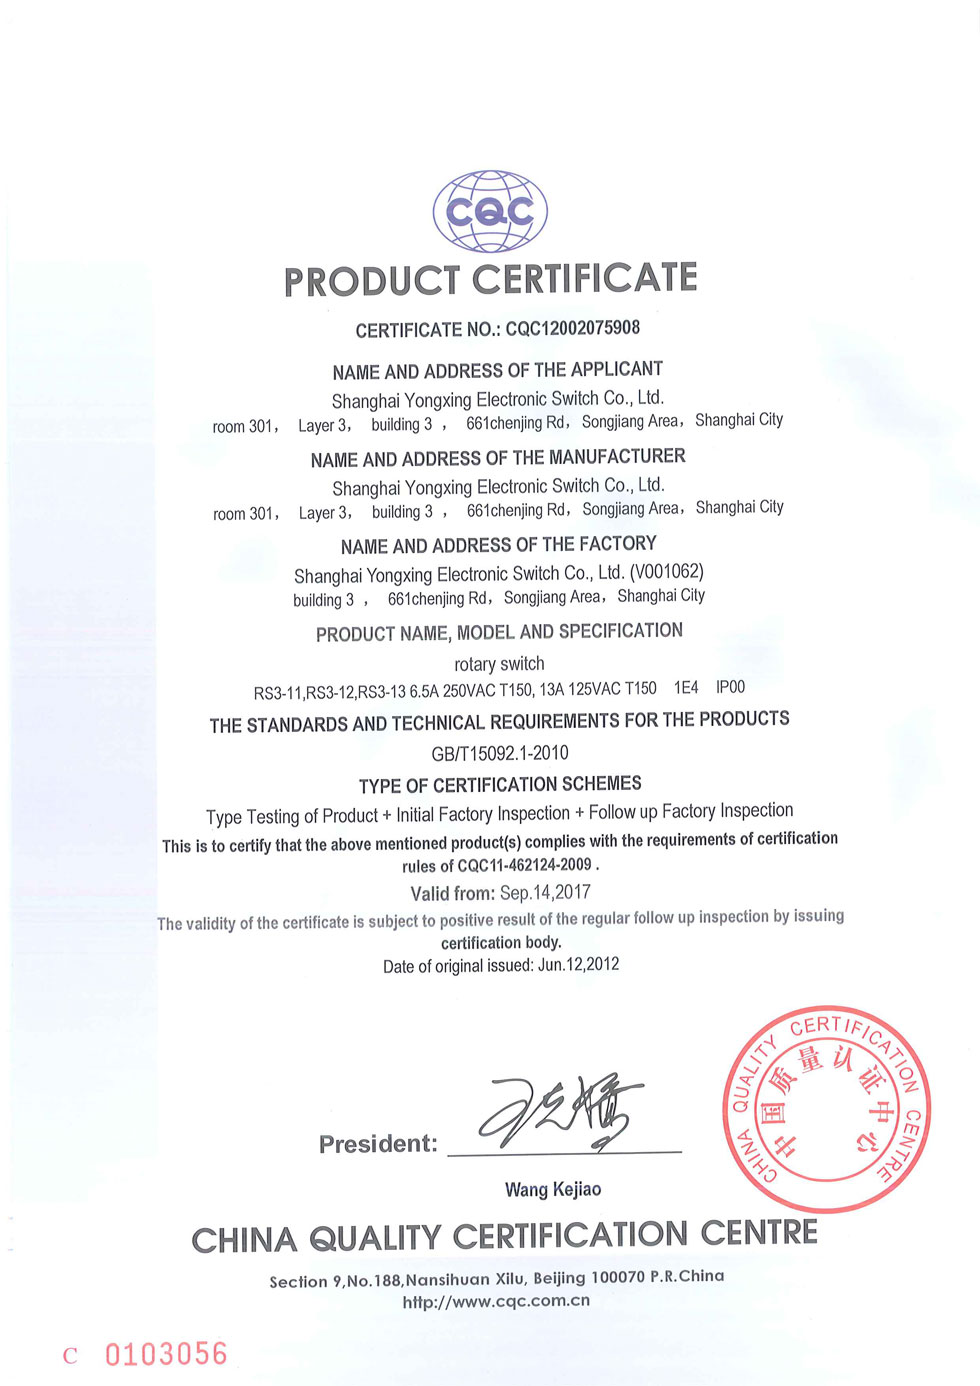 CQC
PRODUCT CERTIFICATE
CERTIFICATE NO.: CQC12002075908
NAME AND ADDRESS OF THE APPLICANT
Shanghai Yongxing Electronic Switch Co., Ltd.
room 301， Layer 3， building 3 ， 661chenjing Rd，Songjiang Area，Shanghai City
NAME AND ADDRESS OF THE MANUFACTURER
Shanghai Yongxing Electronic Switch Co., Ltd.
room 301， Layer 3， building 3 ， 661chenjing Rd，Songjiang Area，Shanghai City
NAME AND ADDRESS OF THE FACTORY
Shanghai Yongxing Electronic Switch Co., Ltd. (V001062)
building 3 ， 661chenjing Rd，Songjiang Area，Shanghai City
PRODUCT NAME, MODEL AND SPECIFICATION
rotary switch
RS3-11,RS3-12,RS3-13 6.5A 250VAC T150, 13A 125VAC T150 1E4 IP00
THE STANDARDS AND TECHNICAL REQUIREMENTS FOR THE PRODUCTS
GB/T15092.1-2010
TYPE OF CERTIFICATION SCHEMES
Type Testing of Product + Initial Factory Inspection + Follow up Factory Inspection
This is to certify that the above mentioned product(s) complies with the requirements of certification
rules of CQC11-462124-2009 .
Valid from: Sep.14,2017
The validity of the certificate is subject to positive result of the regular follow up inspection by issuing
certification body.
Date of original issued: Jun.12,2012
CHINA QUALITY CERTIFICATION CENTRE
中国质量认证中心
President:
Wang Kejiao
CHINA QUALITY CERTIFICATION CENTRE
Section 9,No.188,Nansihuan Xilu, Beijing 100070 P.R.China
http://www.cqc.com.cn
C 0103056